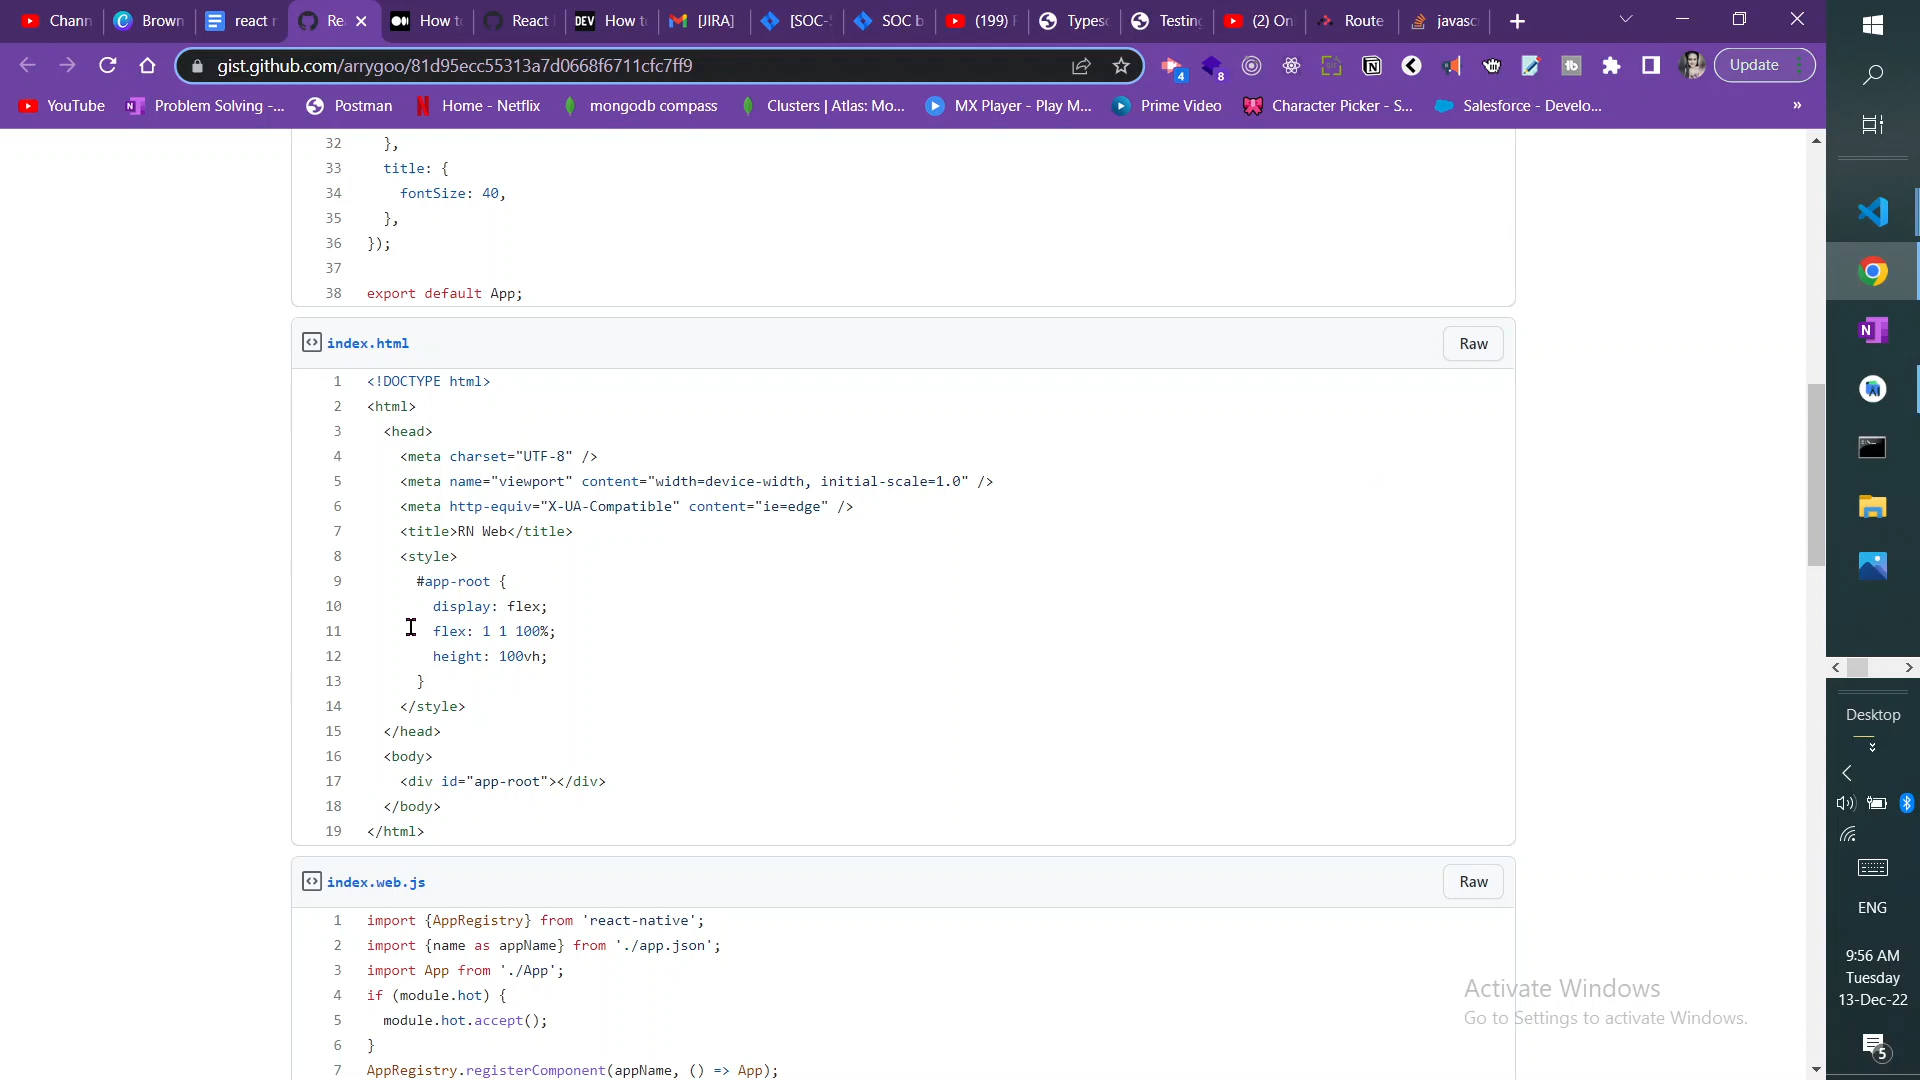 Chann
Brown
react r
Re
How t
React
DEV
How t
[JIRA]
[SOC-
SOC b
(199)
Types
Testing
(2) On
Route
javasc
gist.github.com/arrygoo/81d95ecc55313a7d0668f6711cfc7ff9
4
8
Update
YouTube
Problem Solving -...
Postman
Home - Netflix
mongodb compass
Clusters | Atlas: Mo...
MX Player - Play M...
Prime Video
Character Picker - S...
Salesforce - Develo...
»
32 },
33 title: {
34 fontSize: 40,
35 },
36 });
37
38 export default App;
index.html
Raw
1 <!DOCTYPE html>
2 <html>
3 <head>
4 <meta charset="UTF-8" />
5 <meta name="viewport" content="width=device-width, initial-scale=1.0" />
6 <meta http-equiv="X-UA-Compatible" content="ie=edge" />
7 <title>RN Web</title>
8 <style>
9 #app-root {
10 display: flex;
11 flex: 1 1 100%;
12 height: 100vh;
13 }
14 </style>
15 </head>
16 <body>
17 <div id="app-root"></div>
18 </body>
19 </html>
index.web.js
Raw
1 import {AppRegistry} from 'react-native';
2 import {name as appName} from './app.json';
3 import App from './App';
4 if (module.hot) {
5 module.hot.accept();
6 }
7 AppRegistry.registerComponent(appName, () => App);
Activate Windows
Go to Settings to activate Windows.
Desktop
ENG
9:56 AM
Tuesday
13-Dec-22
5